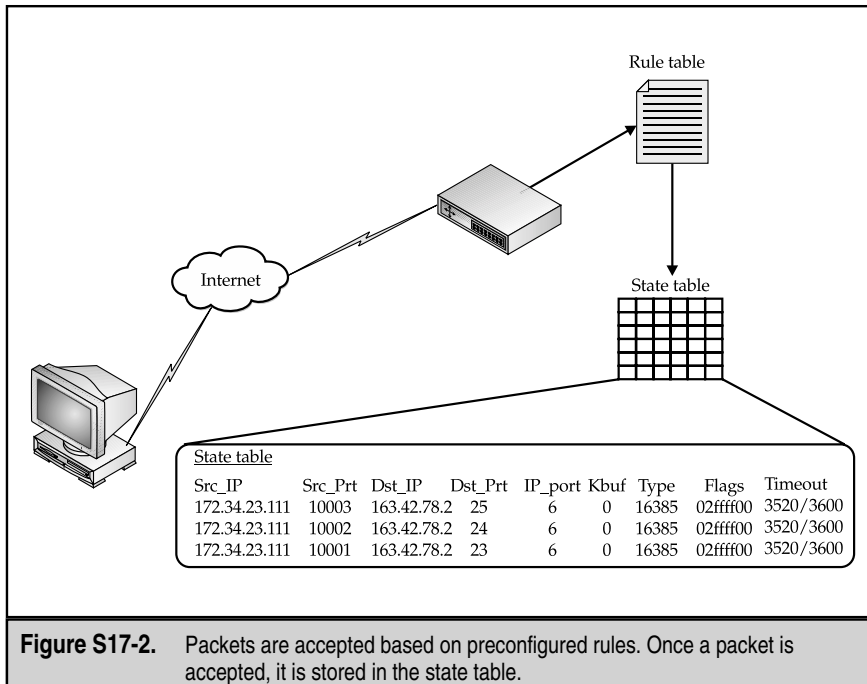 Rule table
Internet
State table
State table
Src_IP Src_Prt Dst_IP Dst_Prt IP_port Kbuf Type Flags Timeout
172.34.23.111 10003 163.42.78.2 25 6 0 16385 02ffff00 3520/3600
172.34.23.111 10002 163.42.78.2 24 6 0 16385 02ffff00 3520/3600
172.34.23.111 10001 163.42.78.2 23 6 0 16385 02ffff00 3520/3600
Figure S17-2. Packets are accepted based on preconfigured rules. Once a packet is
accepted, it is stored in the state table.